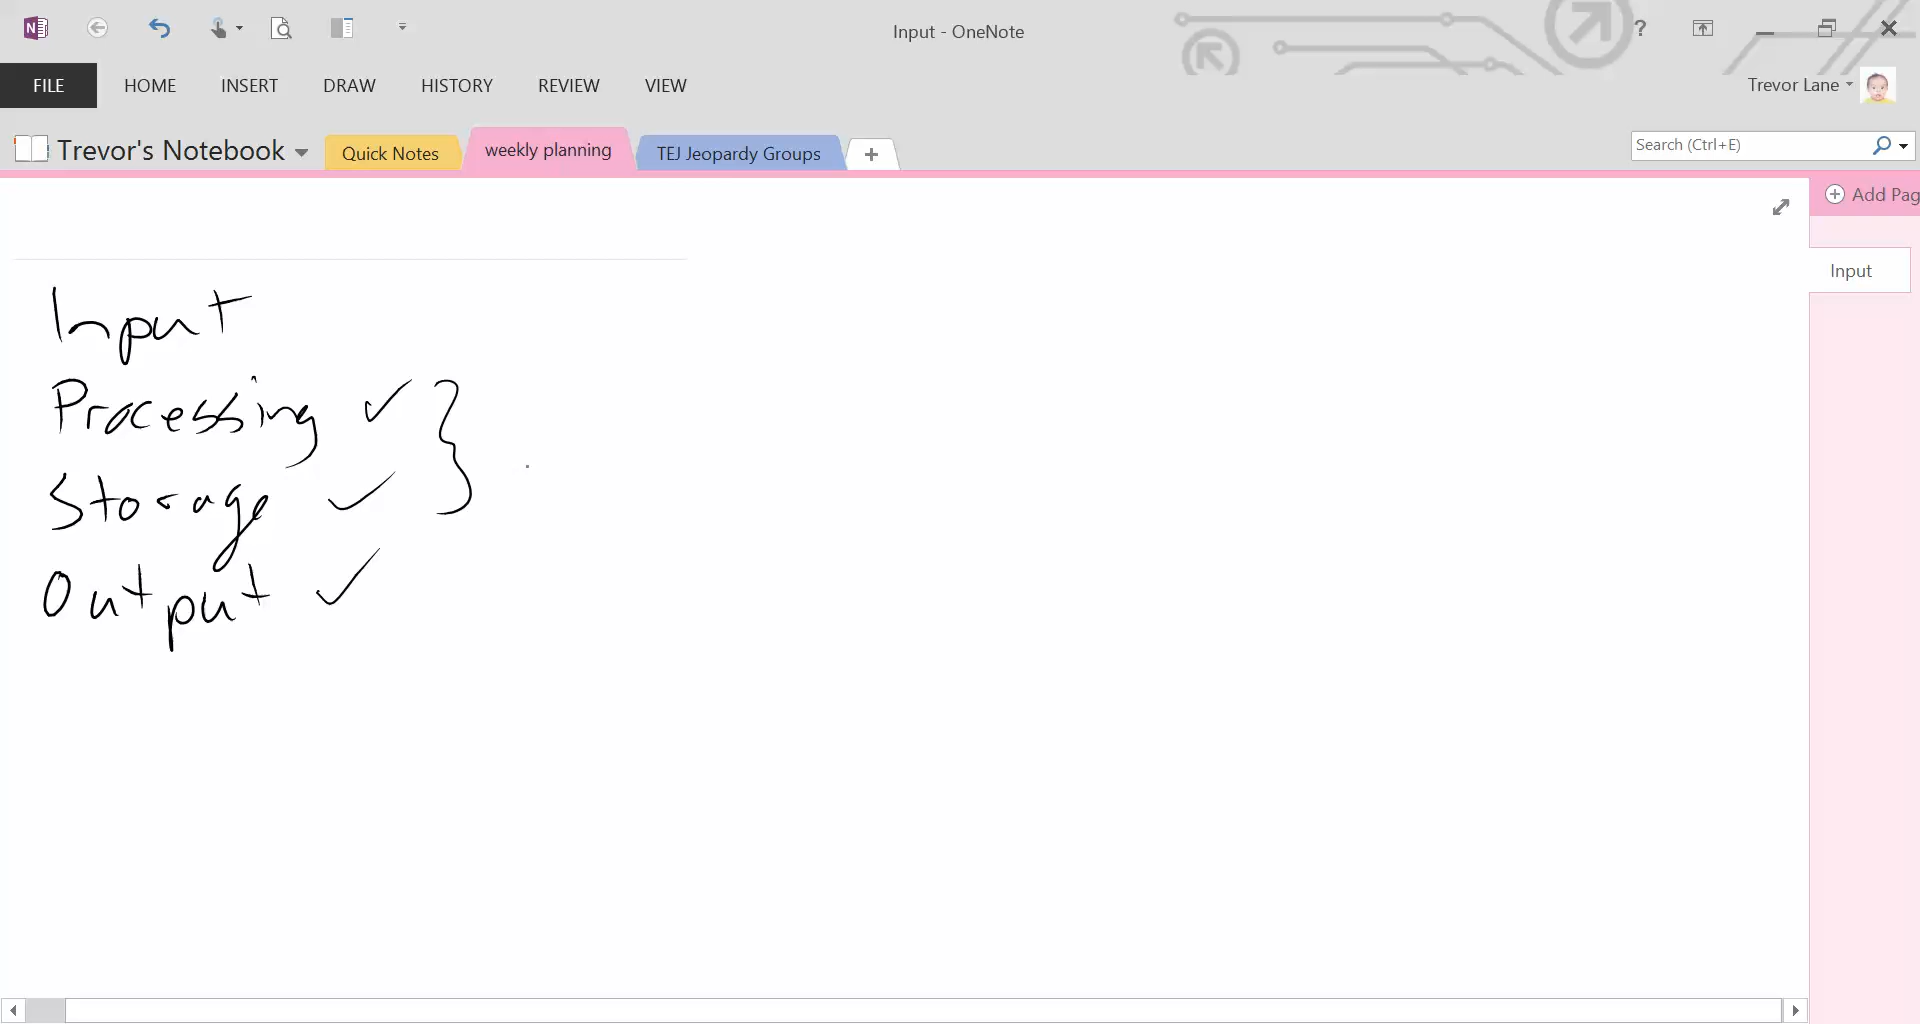 Input - OneNote
?
FILE HOME INSERT DRAW HISTORY REVIEW VIEW
Trevor Lane
Trevor's Notebook Quick Notes weekly planning TEJ Jeopardy Groups +
Search (Ctrl+E)
Add Pag
Input
Input
Processing ✓
Storage ✓
Output ✓